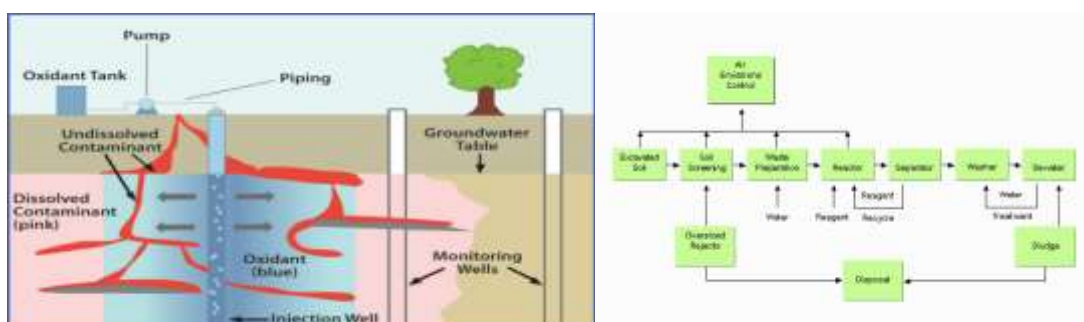 Pump
Oxidant Tank
Piping
Undissolved
Contaminant
Groundwater
Table
Dissolved
Contaminant
(pink)
Oxidant
(blue)
Monitoring
Wells
Injection Well
Air
Emissions
Control
Excavated
Soil
Soil
Screening
Waste
Preparation
Reactor
Separator
Washer
Dewater
Water
Reagent
Reagent
Recycle
Water
Treatment
Oversized
Rejects
Sludge
Disposal